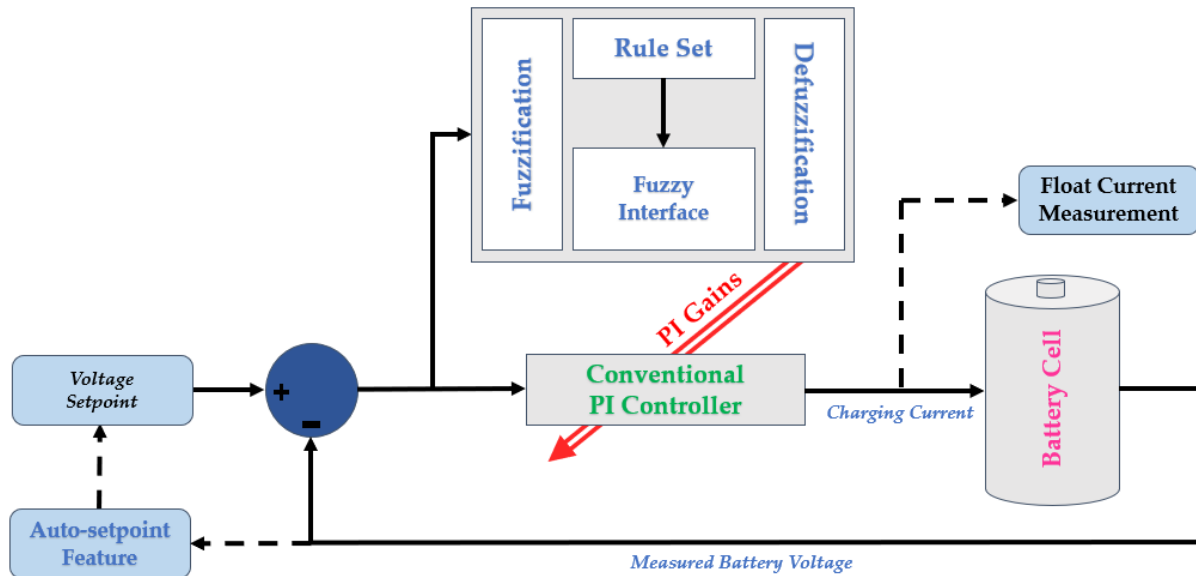 Fuzzification
Rule Set
Fuzzy
Interface
Defuzzification
Float Current
Measurement
PI Gains
Voltage
Setpoint
+
-
Conventional
PI Controller
Charging Current
Battery Cell
Auto-setpoint
Feature
Measured Battery Voltage